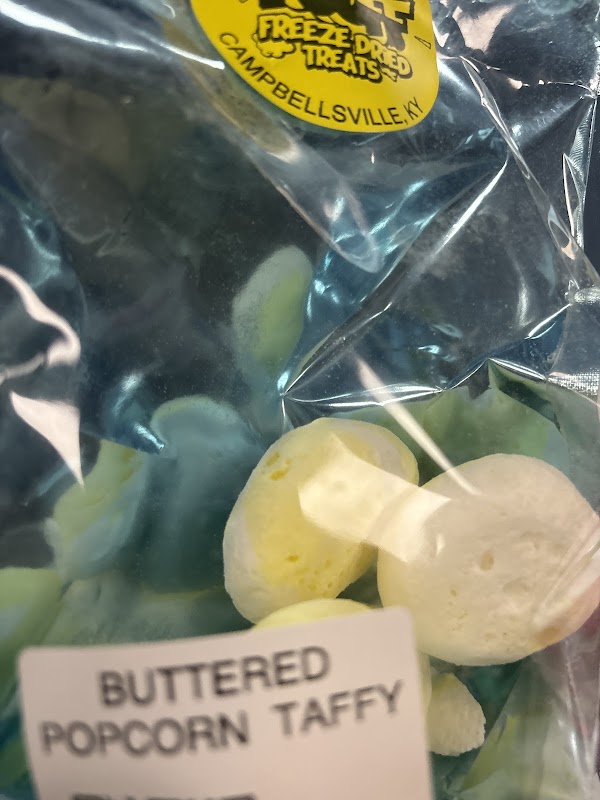 FREEZE DRIED
TREATS
CAMPBELLSVILLE, KY
BUTTERED
POPCORN TAFFY